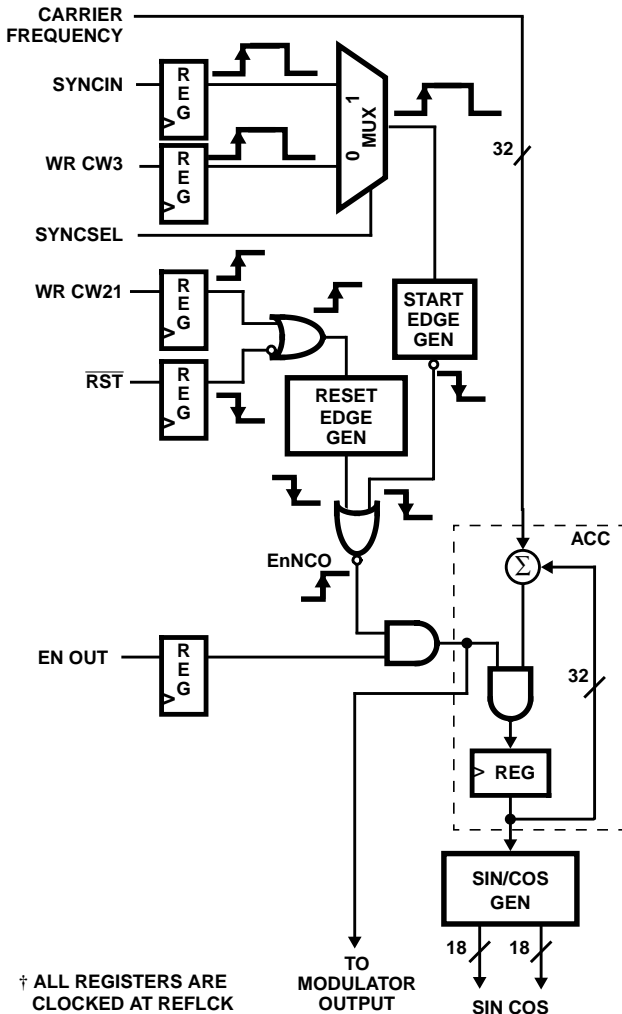 CARRIER
FREQUENCY
SYNCIN
REG
1
MUX
0
32
WR CW3
REG
SYNCSEL
WR CW21
REG
START
EDGE
GEN
RST
REG
RESET
EDGE
GEN
ACC
Σ
EnNCO
EN OUT
REG
32
REG
SIN/COS
GEN
18
18
† ALL REGISTERS ARE
CLOCKED AT REFLCK
TO
MODULATOR
OUTPUT
SIN COS